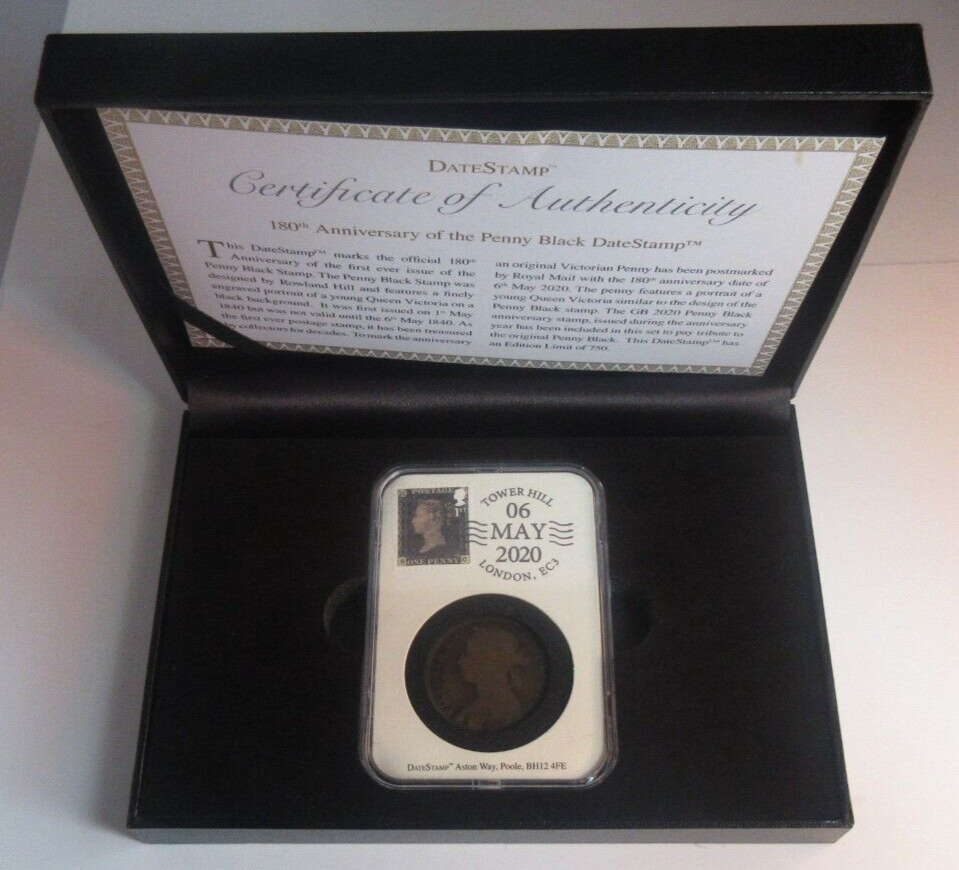 DATESTAMP™
Certificate of Authenticity
180th Anniversary of the Penny Black DateStamp™
This DateStamp™ marks the official 180th
Anniversary of the first ever issue of the
Penny Black Stamp. The Penny Black Stamp was
designed by Rowland Hill and features a finely
engraved portrait of a young Queen Victoria on a
black background. It was first issued on 1st May
1840 but was not valid until the 6th May 1840. As
the first ever postage stamp, it has been treasured
by collectors for decades. To mark the anniversary
an original Victorian Penny has been postmarked
by Royal Mail with the 180th anniversary date of
6th May 2020. The penny features a portrait of a
young Queen Victoria similar to the design of the
Penny Black stamp. The GB 2020 Penny Black
anniversary stamp, issued during the anniversary
year has been included in this set to pay tribute to
the original Penny Black. This DateStamp™ has
an Edition Limit of 750.
POSTAGE
1ST
ONE PENNY
TOWER HILL
06
MAY
2020
LONDON, EC3
DATESTAMP™ Aston Way, Poole, BH12 4FE